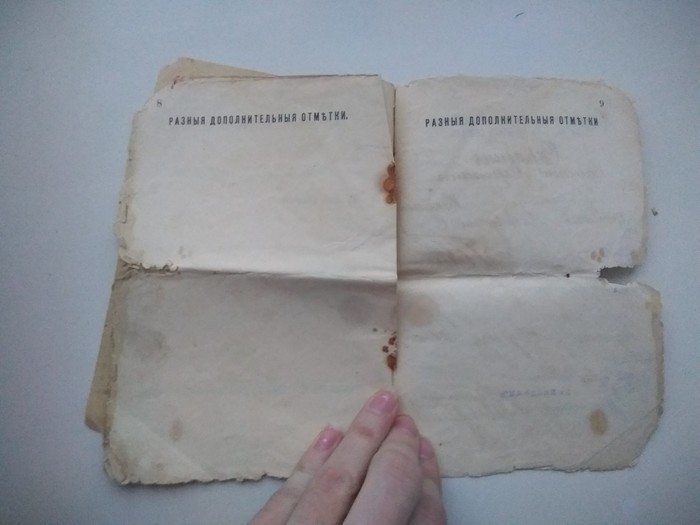 8
РАЗНЫЯ ДОПОЛНИТЕЛЬНЫЯ ОТМѢТКИ.
9
РАЗНЫЯ ДОПОЛНИТЕЛЬНЫЯ ОТМѢТКИ